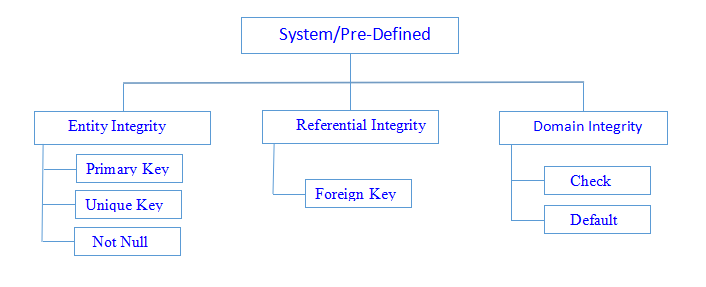 System/Pre-Defined
Entity Integrity
Primary Key
Unique Key
Not Null
Referential Integrity
Foreign Key
Domain Integrity
Check
Default